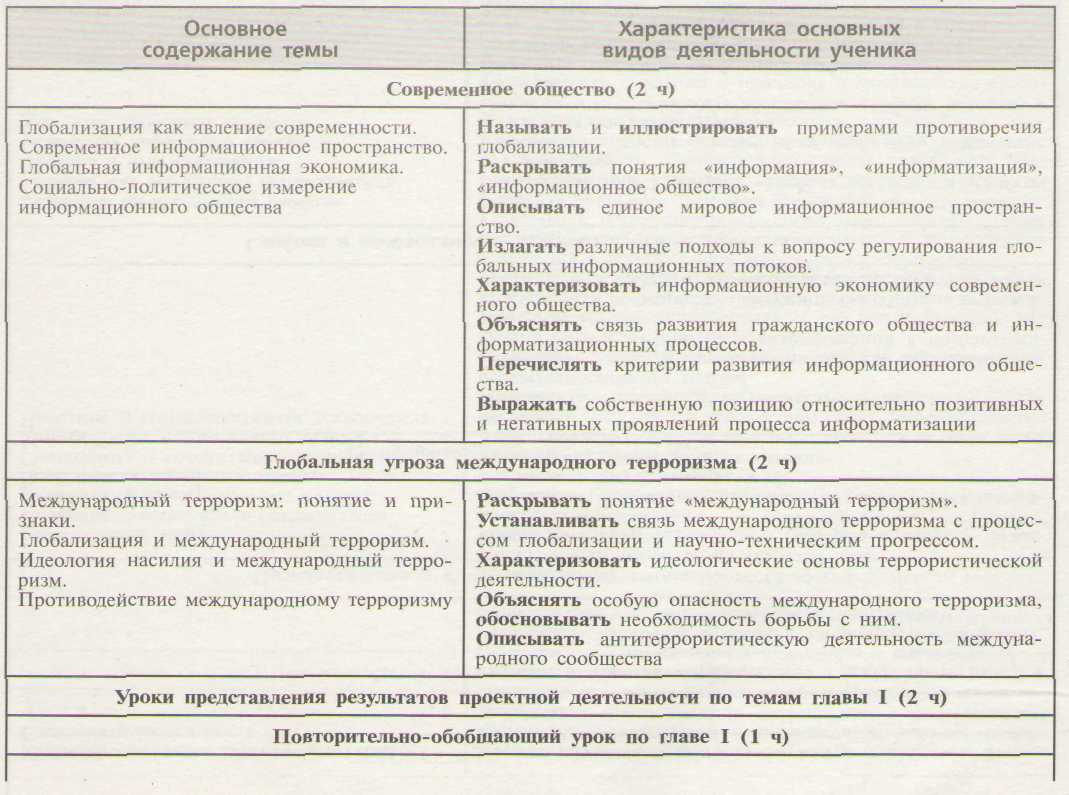 Основное
содержание темы
Характеристика основных
видов деятельности ученика
Современное общество (2 ч)
Глобализация как явление современности.
Современное информационное пространство.
Глобальная информационная экономика.
Социально-политическое измерение
информационного общества
Называть и иллюстрировать примерами противоречия
глобализации.
Раскрывать понятия «информация», «информатизация»,
«информационное общество».
Описывать единое мировое информационное простран-
ство.
Излагать различные подходы к вопросу регулирования гло-
бальных информационных потоков.
Характеризовать информационную экономику современ-
ного общества.
Объяснять связь развития гражданского общества и ин-
форматизационных процессов.
Перечислять критерии развития информационного обще-
ства.
Выражать собственную позицию относительно позитивных
и негативных проявлений процесса информатизации
Глобальная угроза международного терроризма (2 ч)
Международный терроризм: понятие и при-
знаки.
Глобализация и международный терроризм.
Идеология насилия и международный терро-
ризм.
Противодействие международному терроризму
Раскрывать понятие «международный терроризм».
Устанавливать связь международного терроризма с процес-
сом глобализации и научно-техническим прогрессом.
Характеризовать идеологические основы террористической
деятельности.
Объяснять особую опасность международного терроризма,
обосновывать необходимость борьбы с ним.
Описывать антитеррористическую деятельность междуна-
родного сообщества
Уроки представления результатов проектной деятельности по темам главы I (2 ч)
Повторительно-обобщающий урок по главе I (1 ч)